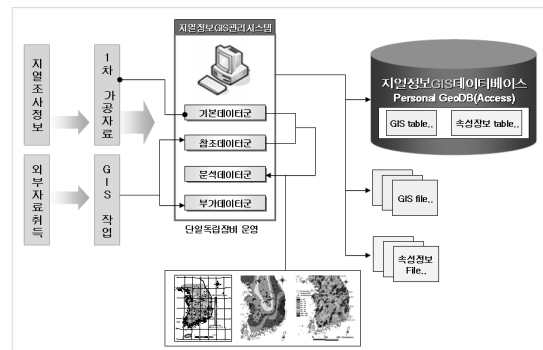 지열조사정보
1차 가공자료
외부자료취득
GIS 작업
지열정보GIS관리시스템
기본데이터군
참조데이터군
분석데이터군
부가데이터군
단일독립장비 운영
지열정보GIS데이터베이스
Personal GeoDB(Access)
GIS table..
속성정보 table..
GIS file..
속성정보
File..